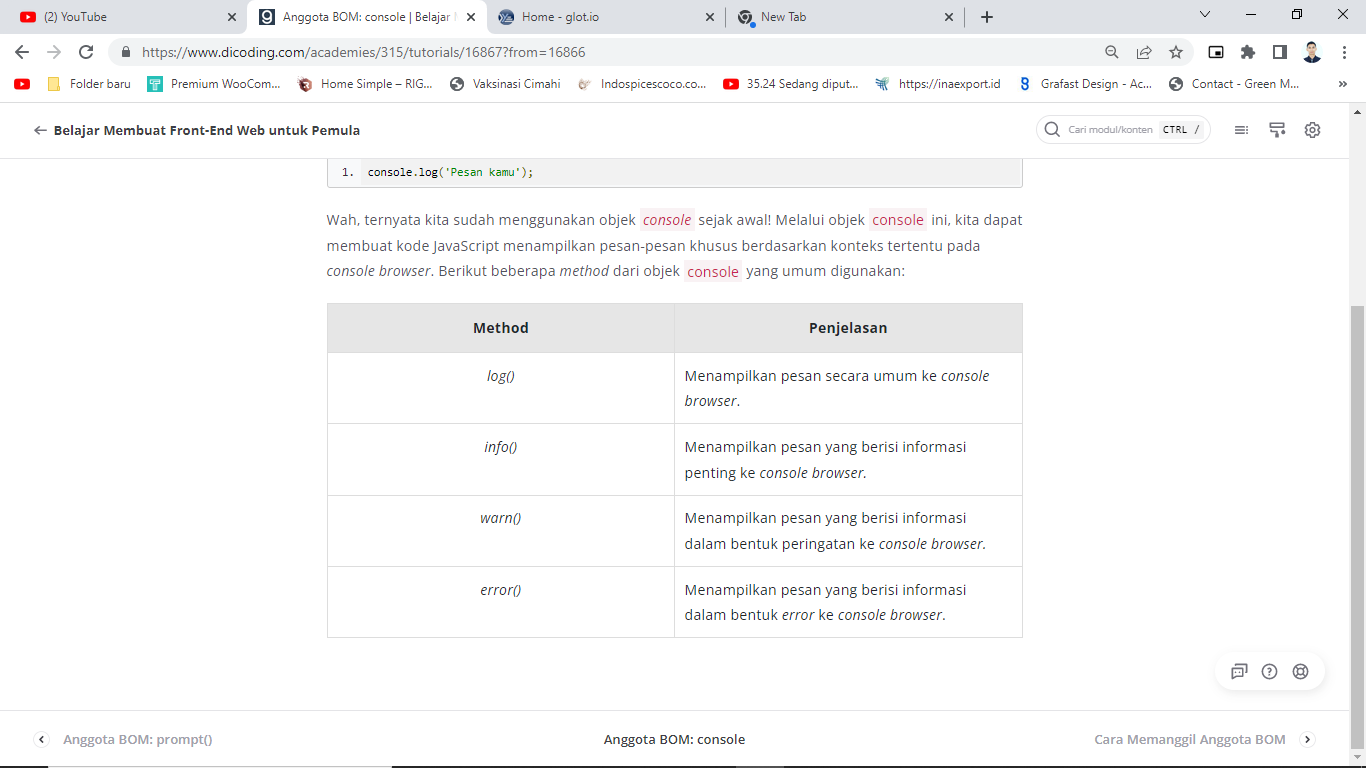 (2) YouTube
Anggota BOM: console | Belajar
Home - glot.io
New Tab
https://www.dicoding.com/academies/315/tutorials/16867?from=16866
Folder baru
Premium WooCom...
Home Simple – RIG...
Vaksinasi Cimahi
Indospicescoco.co...
35.24 Sedang diput...
https://inaexport.id
Grafast Design - Ac...
Contact - Green M...
Belajar Membuat Front-End Web untuk Pemula
Cari modul/konten CTRL /
1. console.log('Pesan kamu');
Wah, ternyata kita sudah menggunakan objek console sejak awal! Melalui objek console ini, kita dapat
membuat kode JavaScript menampilkan pesan-pesan khusus berdasarkan konteks tertentu pada
console browser. Berikut beberapa method dari objek console yang umum digunakan:
Method
Penjelasan
log()
Menampilkan pesan secara umum ke console
browser.
info()
Menampilkan pesan yang berisi informasi
penting ke console browser.
warn()
Menampilkan pesan yang berisi informasi
dalam bentuk peringatan ke console browser.
error()
Menampilkan pesan yang berisi informasi
dalam bentuk error ke console browser.
Anggota BOM: prompt()
Anggota BOM: console
Cara Memanggil Anggota BOM